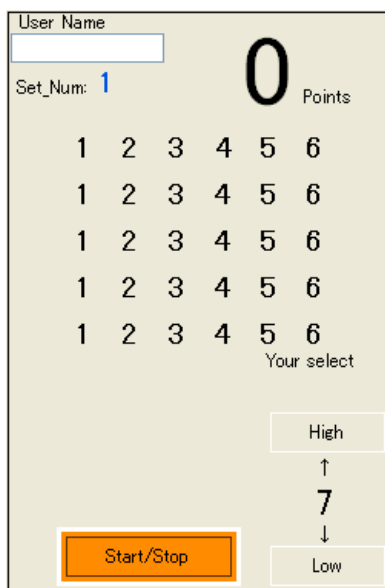 User Name
0 Points
Set_Num: 1
1 2 3 4 5 6
1 2 3 4 5 6
1 2 3 4 5 6
1 2 3 4 5 6
1 2 3 4 5 6
Your select
High
↑
7
↓
Start/Stop
Low